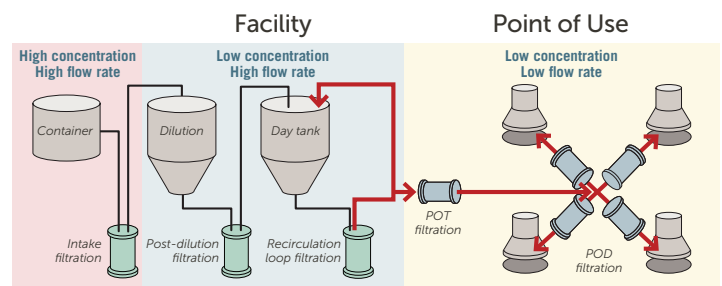 Facility
Point of Use
High concentration
High flow rate
Low concentration
High flow rate
Low concentration
Low flow rate
Container
Dilution
Day tank
Intake
filtration
Post-dilution
filtration
Recirculation
loop filtration
POT
filtration
POD
filtration